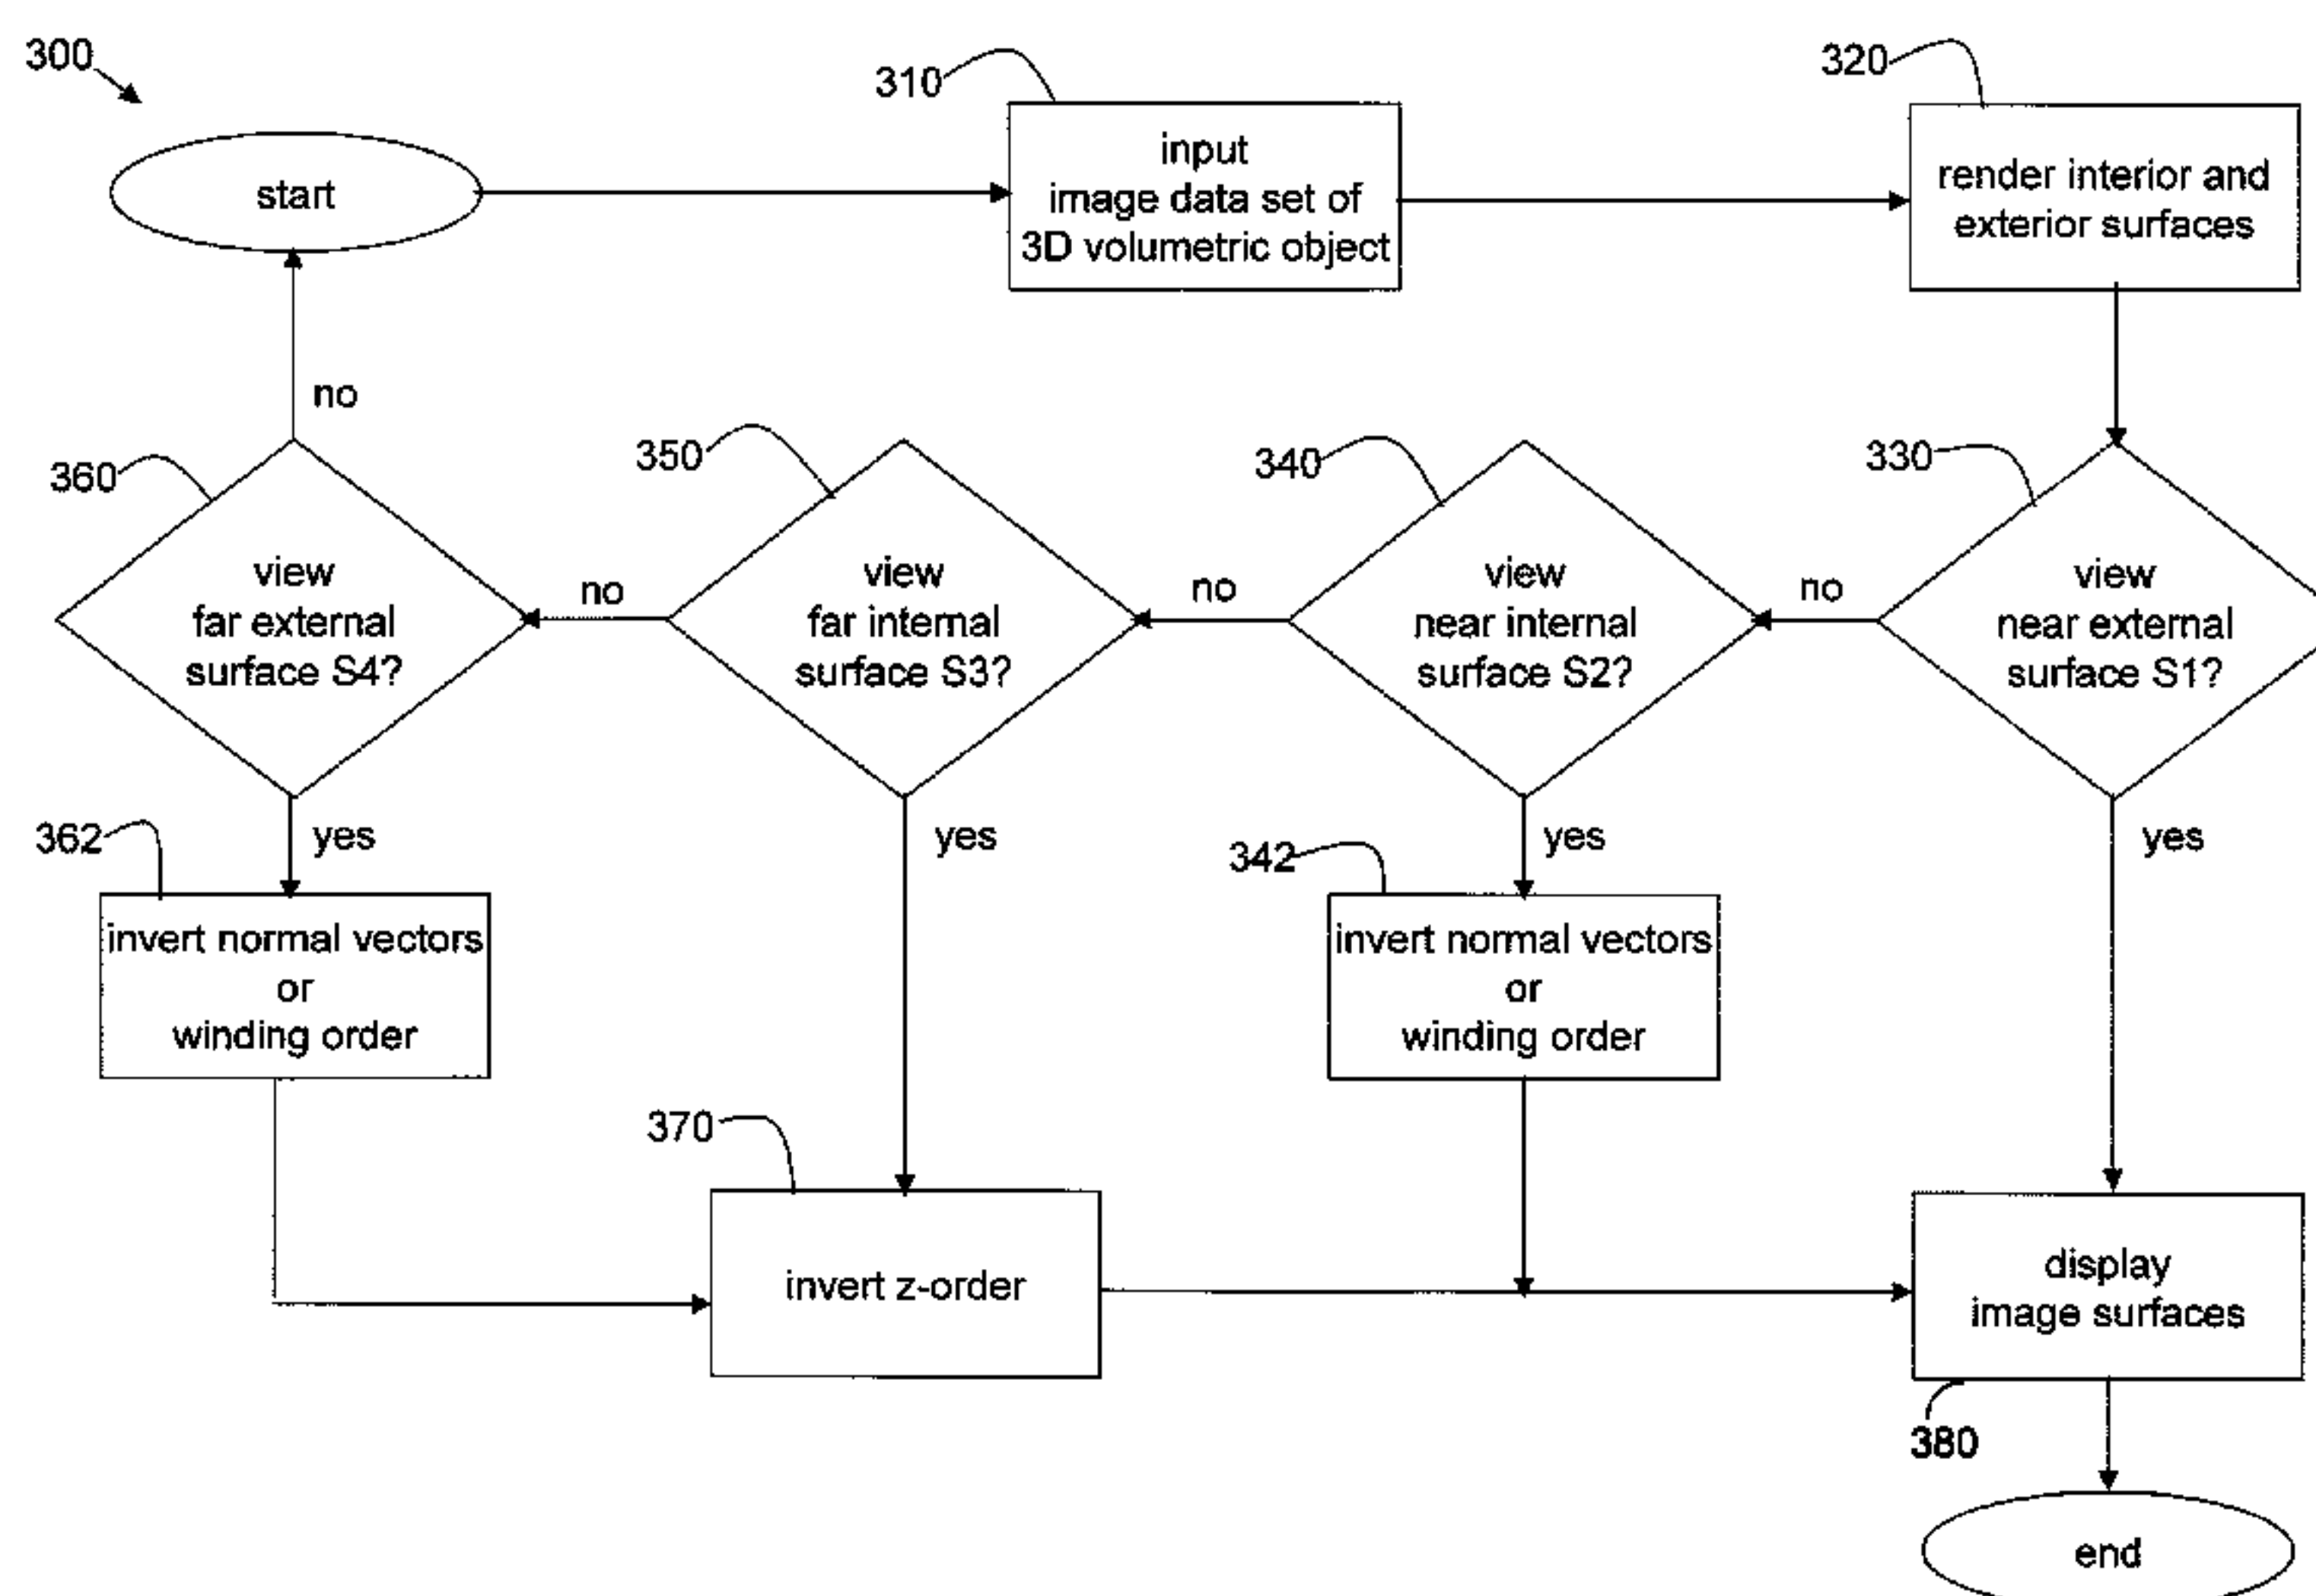 300
310
320
start
input
image data set of
3D volumetric object
render interior and
exterior surfaces
no
360
350
340
330
view
far external
surface S4?
no
view
far internal
surface S3?
no
view
near internal
surface S2?
no
view
near external
surface S1?
362
yes
yes
342
yes
yes
invert normal vectors
or
winding order
invert normal vectors
or
winding order
370
invert z-order
display
image surfaces
380
end